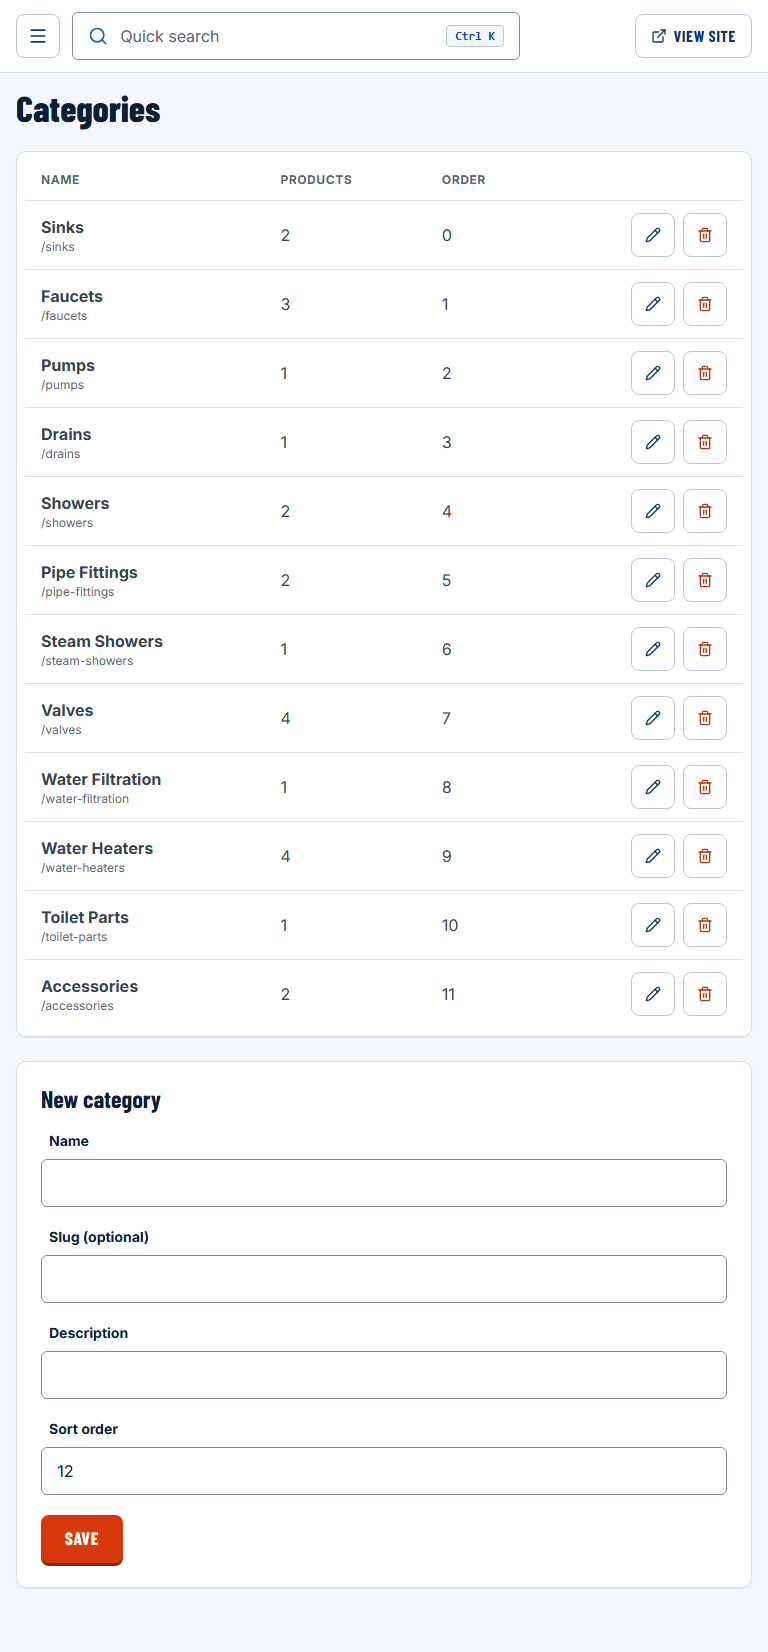 Quick search
Ctrl K
VIEW SITE
Categories
NAME PRODUCTS ORDER
Sinks 2 0
/sinks
Faucets 3 1
/faucets
Pumps 1 2
/pumps
Drains 1 3
/drains
Showers 2 4
/showers
Pipe Fittings 2 5
/pipe-fittings
Steam Showers 1 6
/steam-showers
Valves 4 7
/valves
Water Filtration 1 8
/water-filtration
Water Heaters 4 9
/water-heaters
Toilet Parts 1 10
/toilet-parts
Accessories 2 11
/accessories
New category
Name
Slug (optional)
Description
Sort order
12
SAVE